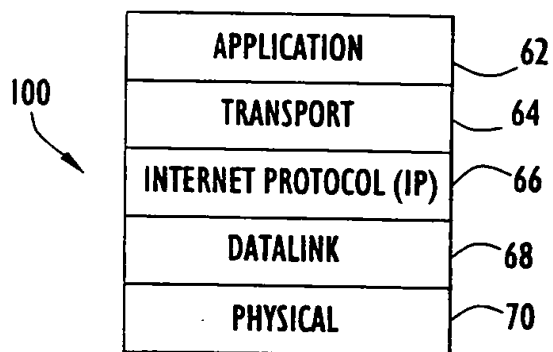 APPLICATION 62
100
TRANSPORT 64
INTERNET PROTOCOL (IP) 66
DATALINK 68
PHYSICAL 70